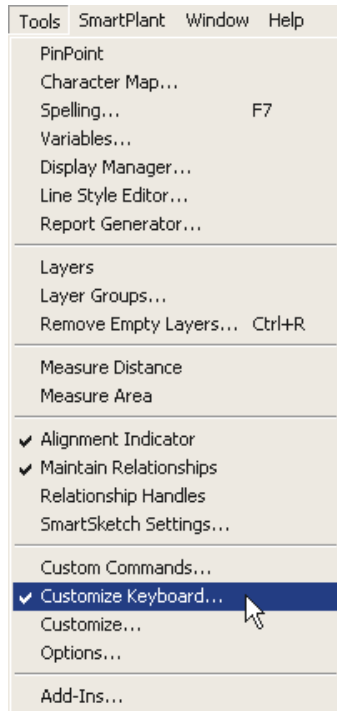 Tools SmartPlant Window Help
PinPoint
Character Map...
Spelling... F7
Variables...
Display Manager...
Line Style Editor...
Report Generator...
Layers
Layer Groups...
Remove Empty Layers... Ctrl+R
Measure Distance
Measure Area
Alignment Indicator
Maintain Relationships
Relationship Handles
SmartSketch Settings...
Custom Commands...
Customize Keyboard...
Customize...
Options...
Add-Ins...